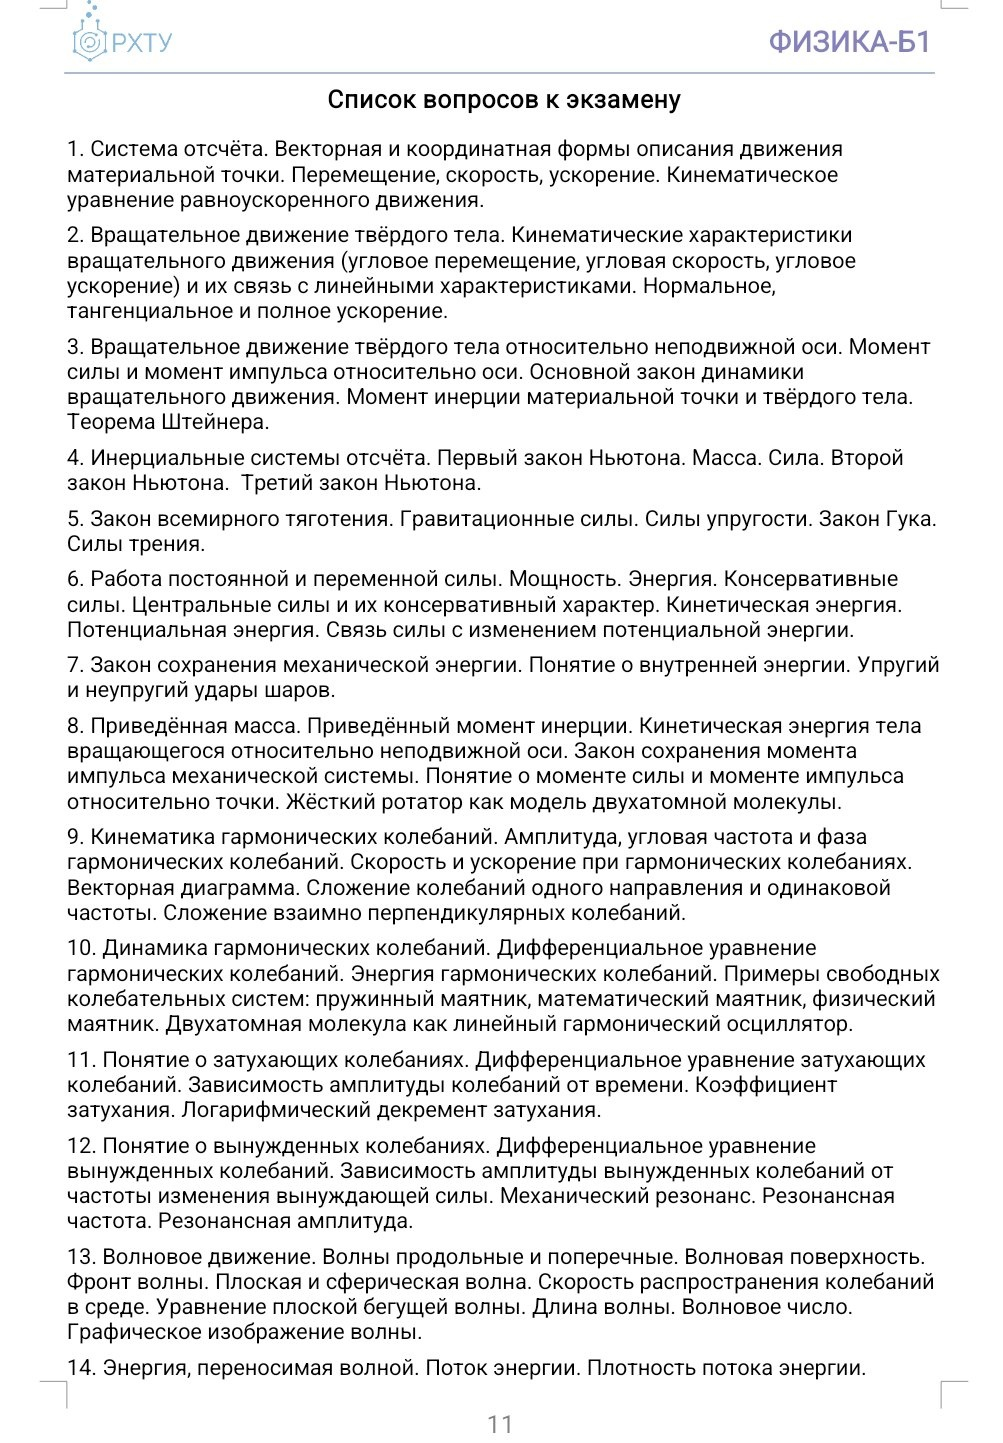 РХТУ
ФИЗИКА-Б1
Список вопросов к экзамену
1. Система отсчёта. Векторная и координатная формы описания движения
материальной точки. Перемещение, скорость, ускорение. Кинематическое
уравнение равноускоренного движения.
2. Вращательное движение твёрдого тела. Кинематические характеристики
вращательного движения (угловое перемещение, угловая скорость, угловое
ускорение) и их связь с линейными характеристиками. Нормальное,
тангенциальное и полное ускорение.
3. Вращательное движение твёрдого тела относительно неподвижной оси. Момент
силы и момент импульса относительно оси. Основной закон динамики
вращательного движения. Момент инерции материальной точки и твёрдого тела.
Теорема Штейнера.
4. Инерциальные системы отсчёта. Первый закон Ньютона. Масса. Сила. Второй
закон Ньютона.  Третий закон Ньютона.
5. Закон всемирного тяготения. Гравитационные силы. Силы упругости. Закон Гука.
Силы трения.
6. Работа постоянной и переменной силы. Мощность. Энергия. Консервативные
силы. Центральные силы и их консервативный характер. Кинетическая энергия.
Потенциальная энергия. Связь силы с изменением потенциальной энергии.
7. Закон сохранения механической энергии. Понятие о внутренней энергии. Упругий
и неупругий удары шаров.
8. Приведённая масса. Приведённый момент инерции. Кинетическая энергия тела
вращающегося относительно неподвижной оси. Закон сохранения момента
импульса механической системы. Понятие о моменте силы и моменте импульса
относительно точки. Жёсткий ротатор как модель двухатомной молекулы.
9. Кинематика гармонических колебаний. Амплитуда, угловая частота и фаза
гармонических колебаний. Скорость и ускорение при гармонических колебаниях.
Векторная диаграмма. Сложение колебаний одного направления и одинаковой
частоты. Сложение взаимно перпендикулярных колебаний.
10. Динамика гармонических колебаний. Дифференциальное уравнение
гармонических колебаний. Энергия гармонических колебаний. Примеры свободных
колебательных систем: пружинный маятник, математический маятник, физический
маятник. Двухатомная молекула как линейный гармонический осциллятор.
11. Понятие о затухающих колебаниях. Дифференциальное уравнение затухающих
колебаний. Зависимость амплитуды колебаний от времени. Коэффициент
затухания. Логарифмический декремент затухания.
12. Понятие о вынужденных колебаниях. Дифференциальное уравнение
вынужденных колебаний. Зависимость амплитуды вынужденных колебаний от
частоты изменения вынуждающей силы. Механический резонанс. Резонансная
частота. Резонансная амплитуда.
13. Волновое движение. Волны продольные и поперечные. Волновая поверхность.
Фронт волны. Плоская и сферическая волна. Скорость распространения колебаний
в среде. Уравнение плоской бегущей волны. Длина волны. Волновое число.
Графическое изображение волны.
14. Энергия, переносимая волной. Поток энергии. Плотность потока энергии.
11